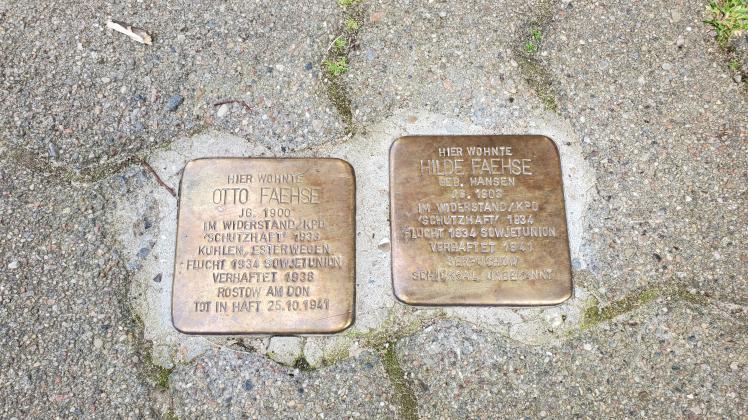 HIER WOHNTE
OTTO FAEHSE
JG. 1900
IM WIDERSTAND/KPD
'SCHUTZHAFT' 1933
KUHLEN, ESTERWEGEN
FLUCHT 1934 SOWJETUNION
VERHAFTET 1938
ROSTOW AM DON
TOT IN HAFT 25.10.1941
HIER WOHNTE
HILDE FAEHSE
GEB. HANSEN
JG.
IM WIDERSTAND/KPD
'SCHUTZHAFT' 1934
FLUCHT 1934 SOWJETUNION
VERHAFTET 1941
SERPUCHOW
SCHICKSAL UNBEKANNT